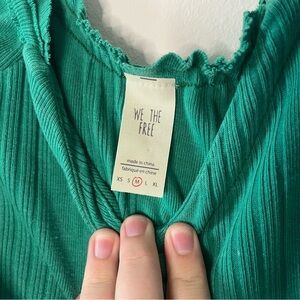 WE THE
FREE
made in china
fabriqué en chine
XS S M L XL